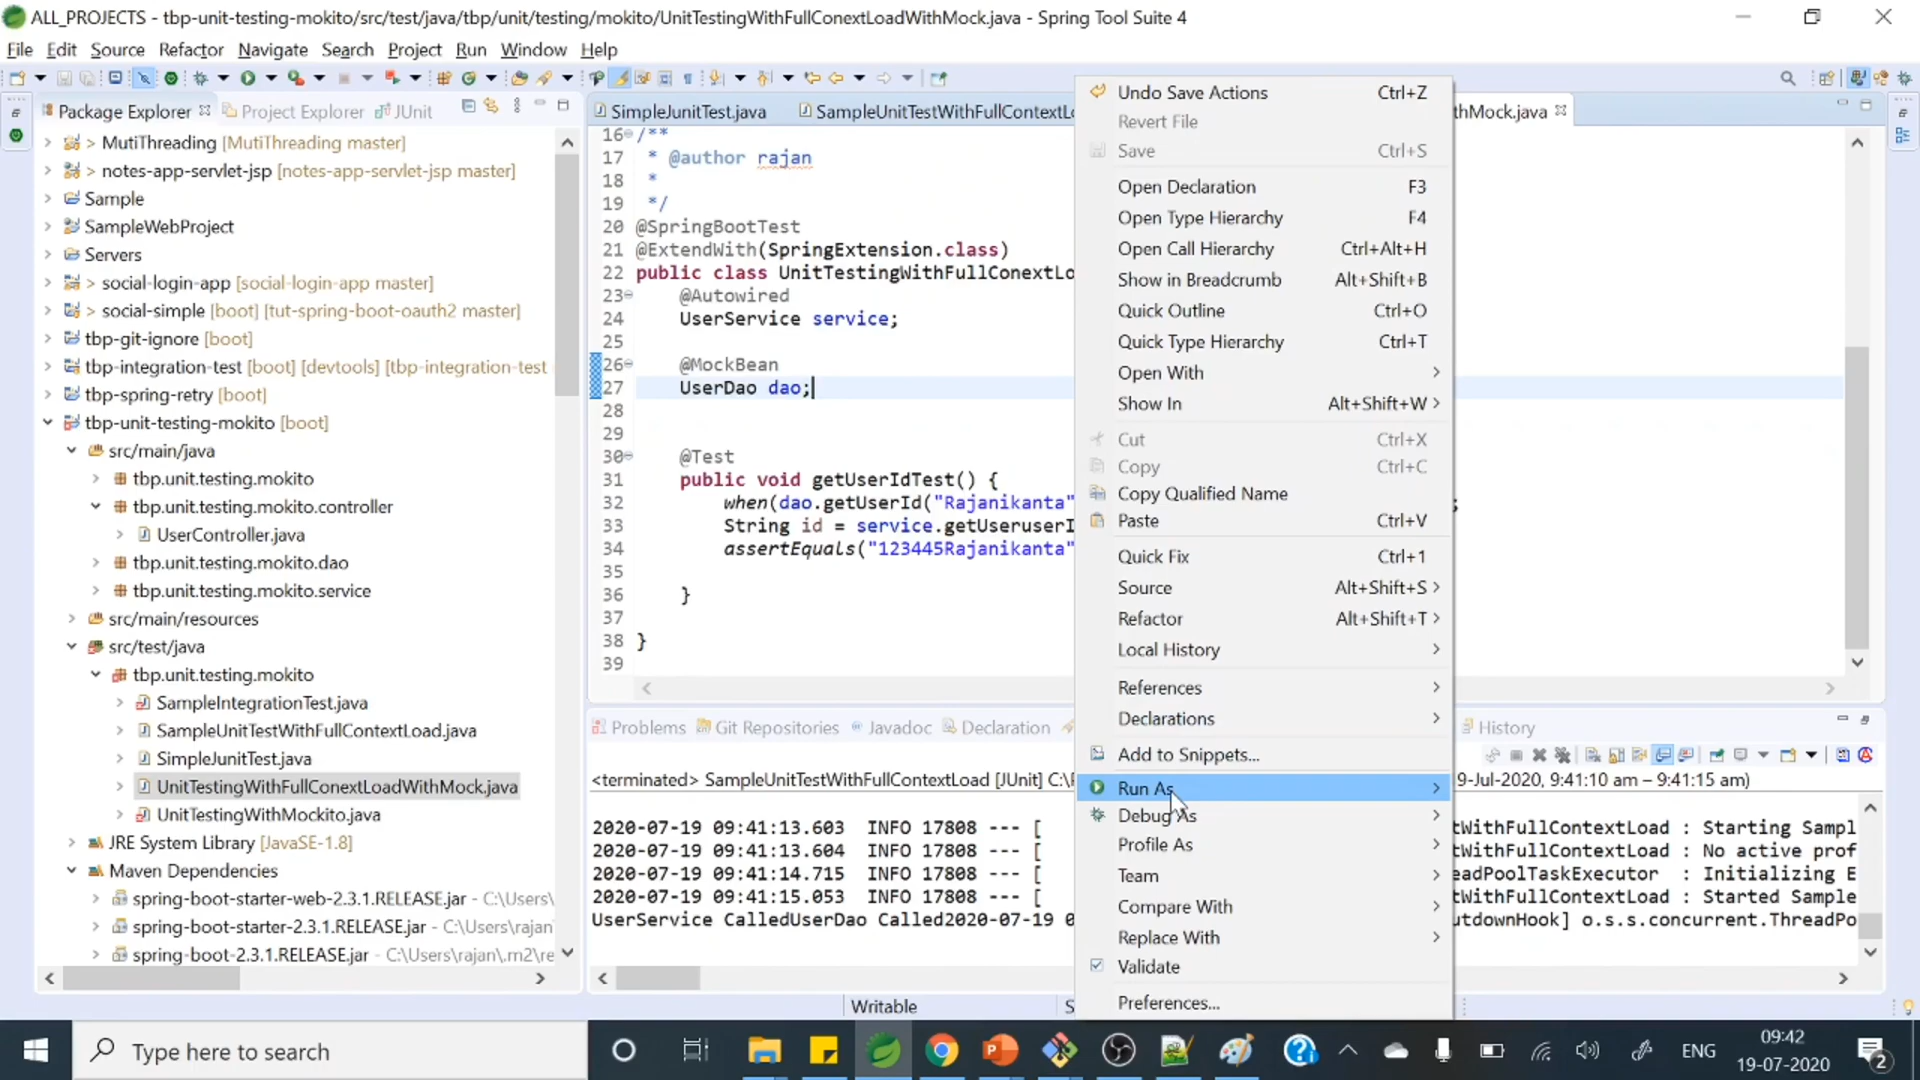 ALL_PROJECTS - tbp-unit-testing-mokito/src/test/java/tbp/unit/testing/mokito/UnitTestingWithFullConextLoadWithMock.java - Spring Tool Suite 4
File Edit Source Refactor Navigate Search Project Run Window Help
Package Explorer Project Explorer JUnit
> MutiThreading [MutiThreading master]
> notes-app-servlet-jsp [notes-app-servlet-jsp master]
Sample
SampleWebProject
Servers
> social-login-app [social-login-app master]
> social-simple [boot] [tut-spring-boot-oauth2 master]
tbp-git-ignore [boot]
tbp-integration-test [boot] [devtools] [tbp-integration-test
tbp-spring-retry [boot]
tbp-unit-testing-mokito [boot]
src/main/java
tbp.unit.testing.mokito
tbp.unit.testing.mokito.controller
UserController.java
tbp.unit.testing.mokito.dao
tbp.unit.testing.mokito.service
src/main/resources
src/test/java
tbp.unit.testing.mokito
SampleIntegrationTest.java
SampleUnitTestWithFullContextLoad.java
SimpleJunitTest.java
UnitTestingWithFullConextLoadWithMock.java
UnitTestingWithMockito.java
JRE System Library [JavaSE-1.8]
Maven Dependencies
spring-boot-starter-web-2.3.1.RELEASE.jar - C:\Users\
spring-boot-starter-2.3.1.RELEASE.jar - C:\Users\rajan
spring-boot-2.3.1.RELEASE.jar - C:\Users\rajan\.m2\re
SimpleJunitTest.java SampleUnitTestWithFullContextLo thMock.java
16 /**
17 * @author rajan
18 *
19 */
20 @SpringBootTest
21 @ExtendWith(SpringExtension.class)
22 public class UnitTestingWithFullConextLo
23 @Autowired
24 UserService service;
25
26 @MockBean
27 UserDao dao;
28
29
30 @Test
31 public void getUserIdTest() {
32 when(dao.getUserId("Rajanikanta" ;
33 String id = service.getUseruserI
34 assertEquals("123445Rajanikanta"
35
36 }
37
38 }
39
Undo Save Actions Ctrl+Z
Revert File
Save Ctrl+S
Open Declaration F3
Open Type Hierarchy F4
Open Call Hierarchy Ctrl+Alt+H
Show in Breadcrumb Alt+Shift+B
Quick Outline Ctrl+O
Quick Type Hierarchy Ctrl+T
Open With
Show In Alt+Shift+W
Cut Ctrl+X
Copy Ctrl+C
Copy Qualified Name
Paste Ctrl+V
Quick Fix Ctrl+1
Source Alt+Shift+S
Refactor Alt+Shift+T
Local History
References
Declarations
Add to Snippets...
Run As
Debug As
Profile As
Team
Compare With
Replace With
Validate
Preferences...
Problems Git Repositories Javadoc Declaration History
<terminated> SampleUnitTestWithFullContextLoad [JUnit] C:\ 9-Jul-2020, 9:41:10 am – 9:41:15 am)
2020-07-19 09:41:13.603 INFO 17808 --- [ tWithFullContextLoad : Starting Sampl
2020-07-19 09:41:13.604 INFO 17808 --- [ tWithFullContextLoad : No active prof
2020-07-19 09:41:14.715 INFO 17808 --- [ eadPoolTaskExecutor : Initializing E
2020-07-19 09:41:15.053 INFO 17808 --- [ tWithFullContextLoad : Started Sample
UserService CalledUserDao Called2020-07-19 0 utdownHook] o.s.s.concurrent.ThreadPo
Writable S
Type here to search
ENG
09:42
19-07-2020
2